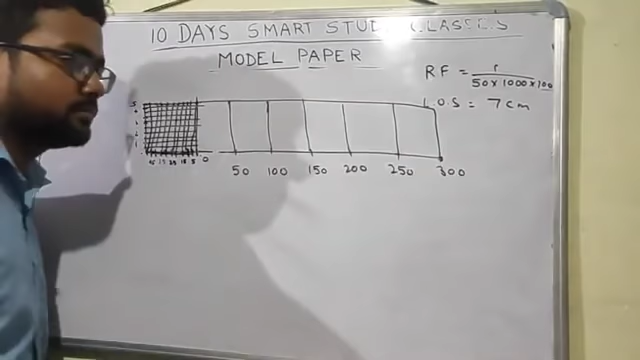 10 DAYS SMART STUD CLASSES
MODEL PAPER
RF = 1
50 x 1000 x 100
L.O.S = 7cm
0 50 100 150 200 250 300